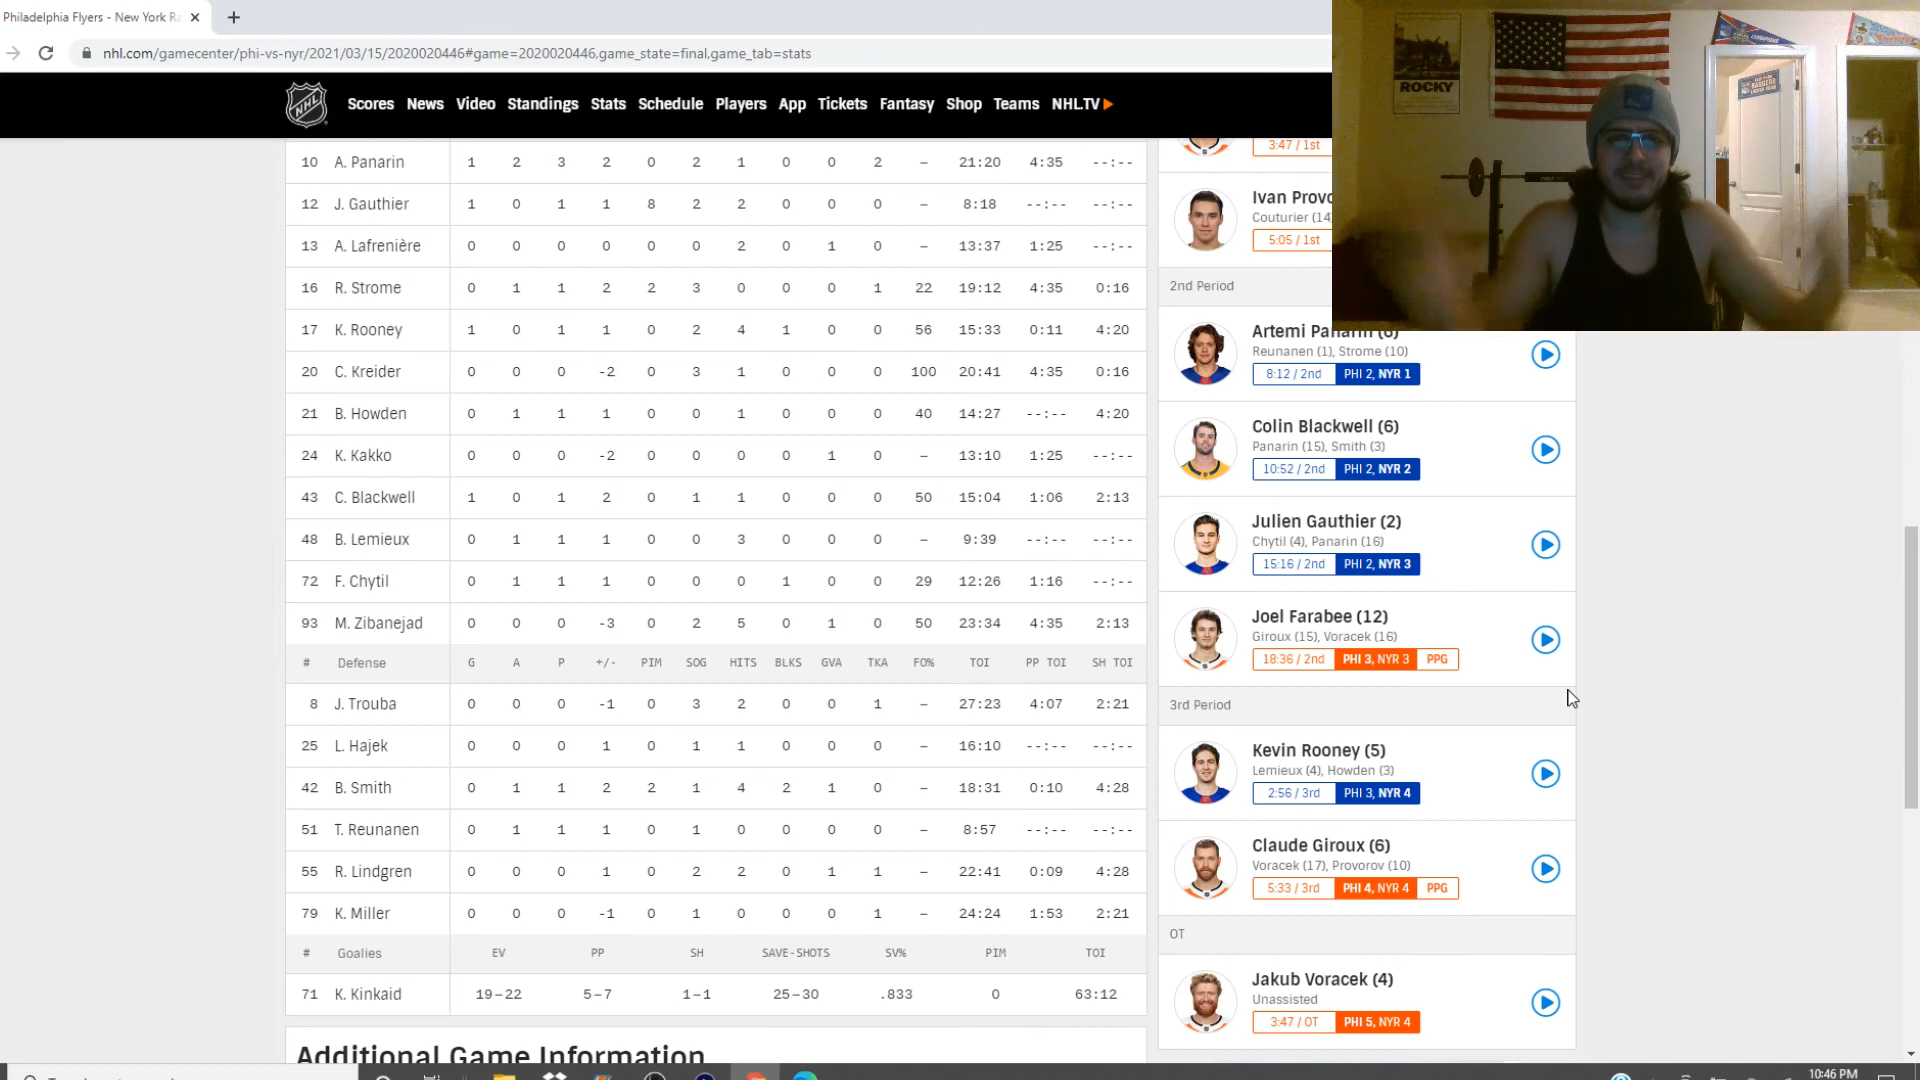 Philadelphia Flyers - New York
nhl.com/gamecenter/phi-vs-nyr/2021/03/15/2020020446#game=2020020446,game_state=final,game_tab=stats
NHL Scores News Video Standings Stats Schedule Players App Tickets Fantasy Shop Teams NHL.TV
ROCKY
10 A. Panarin 1 2 3 2 0 2 1 0 0 2 – 21:20 4:35 --:--
12 J. Gauthier 1 0 1 1 8 2 2 0 0 0 – 8:18 --:-- --:--
13 A. Lafrenière 0 0 0 0 0 0 2 0 1 0 – 13:37 1:25 --:--
16 R. Strome 0 1 1 2 2 3 0 0 0 1 22 19:12 4:35 0:16
17 K. Rooney 1 0 1 1 0 2 4 1 0 0 56 15:33 0:11 4:20
20 C. Kreider 0 0 0 -2 0 3 1 0 0 0 100 20:41 4:35 0:16
21 B. Howden 0 1 1 1 0 0 1 0 0 0 40 14:27 --:-- 4:20
24 K. Kakko 0 0 0 -2 0 0 0 0 1 0 – 13:10 1:25 --:--
43 C. Blackwell 1 0 1 2 0 1 1 0 0 0 50 15:04 1:06 2:13
48 B. Lemieux 0 1 1 1 0 0 3 0 0 0 – 9:39 --:-- --:--
72 F. Chytil 0 1 1 1 0 0 0 1 0 0 29 12:26 1:16 --:--
93 M. Zibanejad 0 0 0 -3 0 2 5 0 1 0 50 23:34 4:35 2:13
# Defense G A P +/- PIM SOG HITS BLKS GVA TKA FO% TOI PP TOI SH TOI
8 J. Trouba 0 0 0 -1 0 3 2 0 0 1 – 27:23 4:07 2:21
25 L. Hajek 0 0 0 1 0 1 1 0 0 0 – 16:10 --:-- --:--
42 B. Smith 0 1 1 2 2 1 4 2 1 0 – 18:31 0:10 4:28
51 T. Reunanen 0 1 1 1 0 1 0 0 0 0 – 8:57 --:-- --:--
55 R. Lindgren 0 0 0 1 0 2 2 0 1 1 – 22:41 0:09 4:28
79 K. Miller 0 0 0 -1 0 1 0 0 0 1 – 24:24 1:53 2:21
# Goalies EV PP SH SAVE-SHOTS SV% PIM TOI
71 K. Kinkaid 19–22 5–7 1–1 25–30 .833 0 63:12
Additional Game Information
3:47 / 1st
Ivan Provo
Couturier (14
5:05 / 1st
2nd Period
Artemi Panarin (6)
Reunanen (1), Strome (10)
8:12 / 2nd PHI 2, NYR 1
Colin Blackwell (6)
Panarin (15), Smith (3)
10:52 / 2nd PHI 2, NYR 2
Julien Gauthier (2)
Chytil (4), Panarin (16)
15:16 / 2nd PHI 2, NYR 3
Joel Farabee (12)
Giroux (15), Voracek (16)
18:36 / 2nd PHI 3, NYR 3 PPG
3rd Period
Kevin Rooney (5)
Lemieux (4), Howden (3)
2:56 / 3rd PHI 3, NYR 4
Claude Giroux (6)
Voracek (17), Provorov (10)
5:33 / 3rd PHI 4, NYR 4 PPG
OT
Jakub Voracek (4)
Unassisted
3:47 / OT PHI 5, NYR 4
10:46 PM